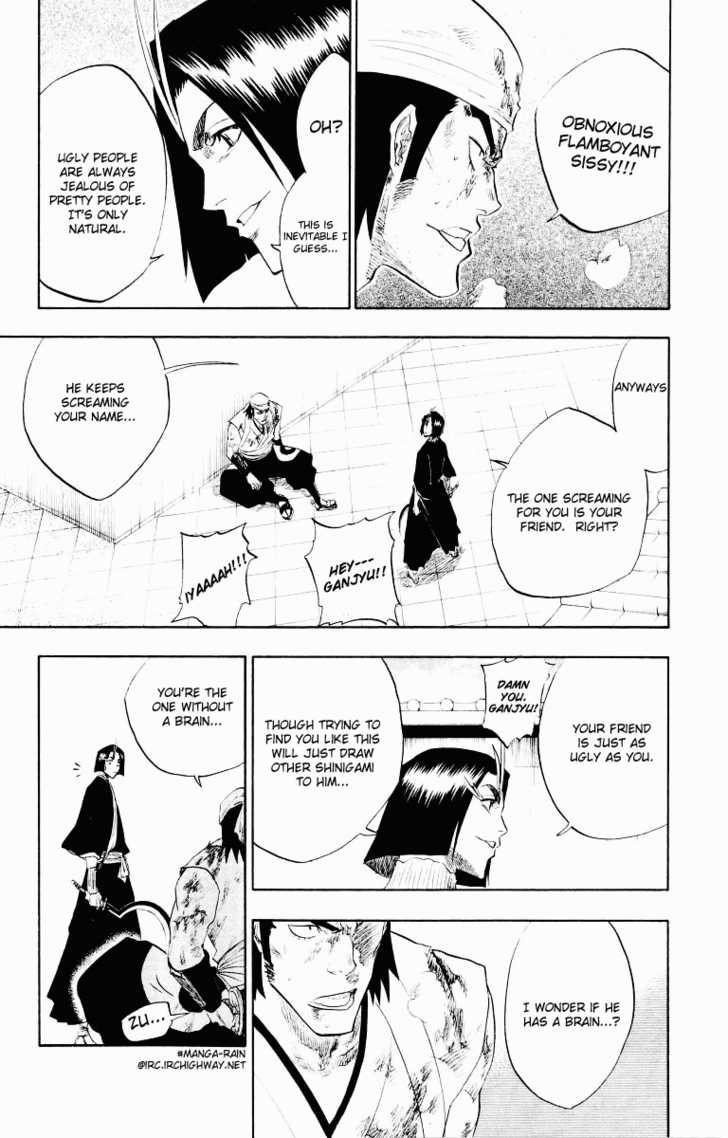 OBNOXIOUS
FLAMBOYANT
SISSY!!!
OH?
THIS IS
INEVITABLE I
GUESS...
UGLY PEOPLE
ARE ALWAYS
JEALOUS OF
PRETTY PEOPLE.
IT'S ONLY
NATURAL.
ANYWAYS
THE ONE SCREAMING
FOR YOU IS YOUR
FRIEND. RIGHT?
HEY---
GANJYU!!
IYAAAAH!!!
HE KEEPS
SCREAMING
YOUR NAME...
YOUR FRIEND
IS JUST AS
UGLY AS YOU.
DAMN
YOU.
GANJYU!
THOUGH TRYING TO
FIND YOU LIKE THIS
WILL JUST DRAW
OTHER SHINIGAMI
TO HIM...
I WONDER IF HE
HAS A BRAIN...?
YOU'RE THE
ONE WITHOUT
A BRAIN...
ZU...
#MANGA-RAIN
@IRC.IRCHIGHWAY.NET